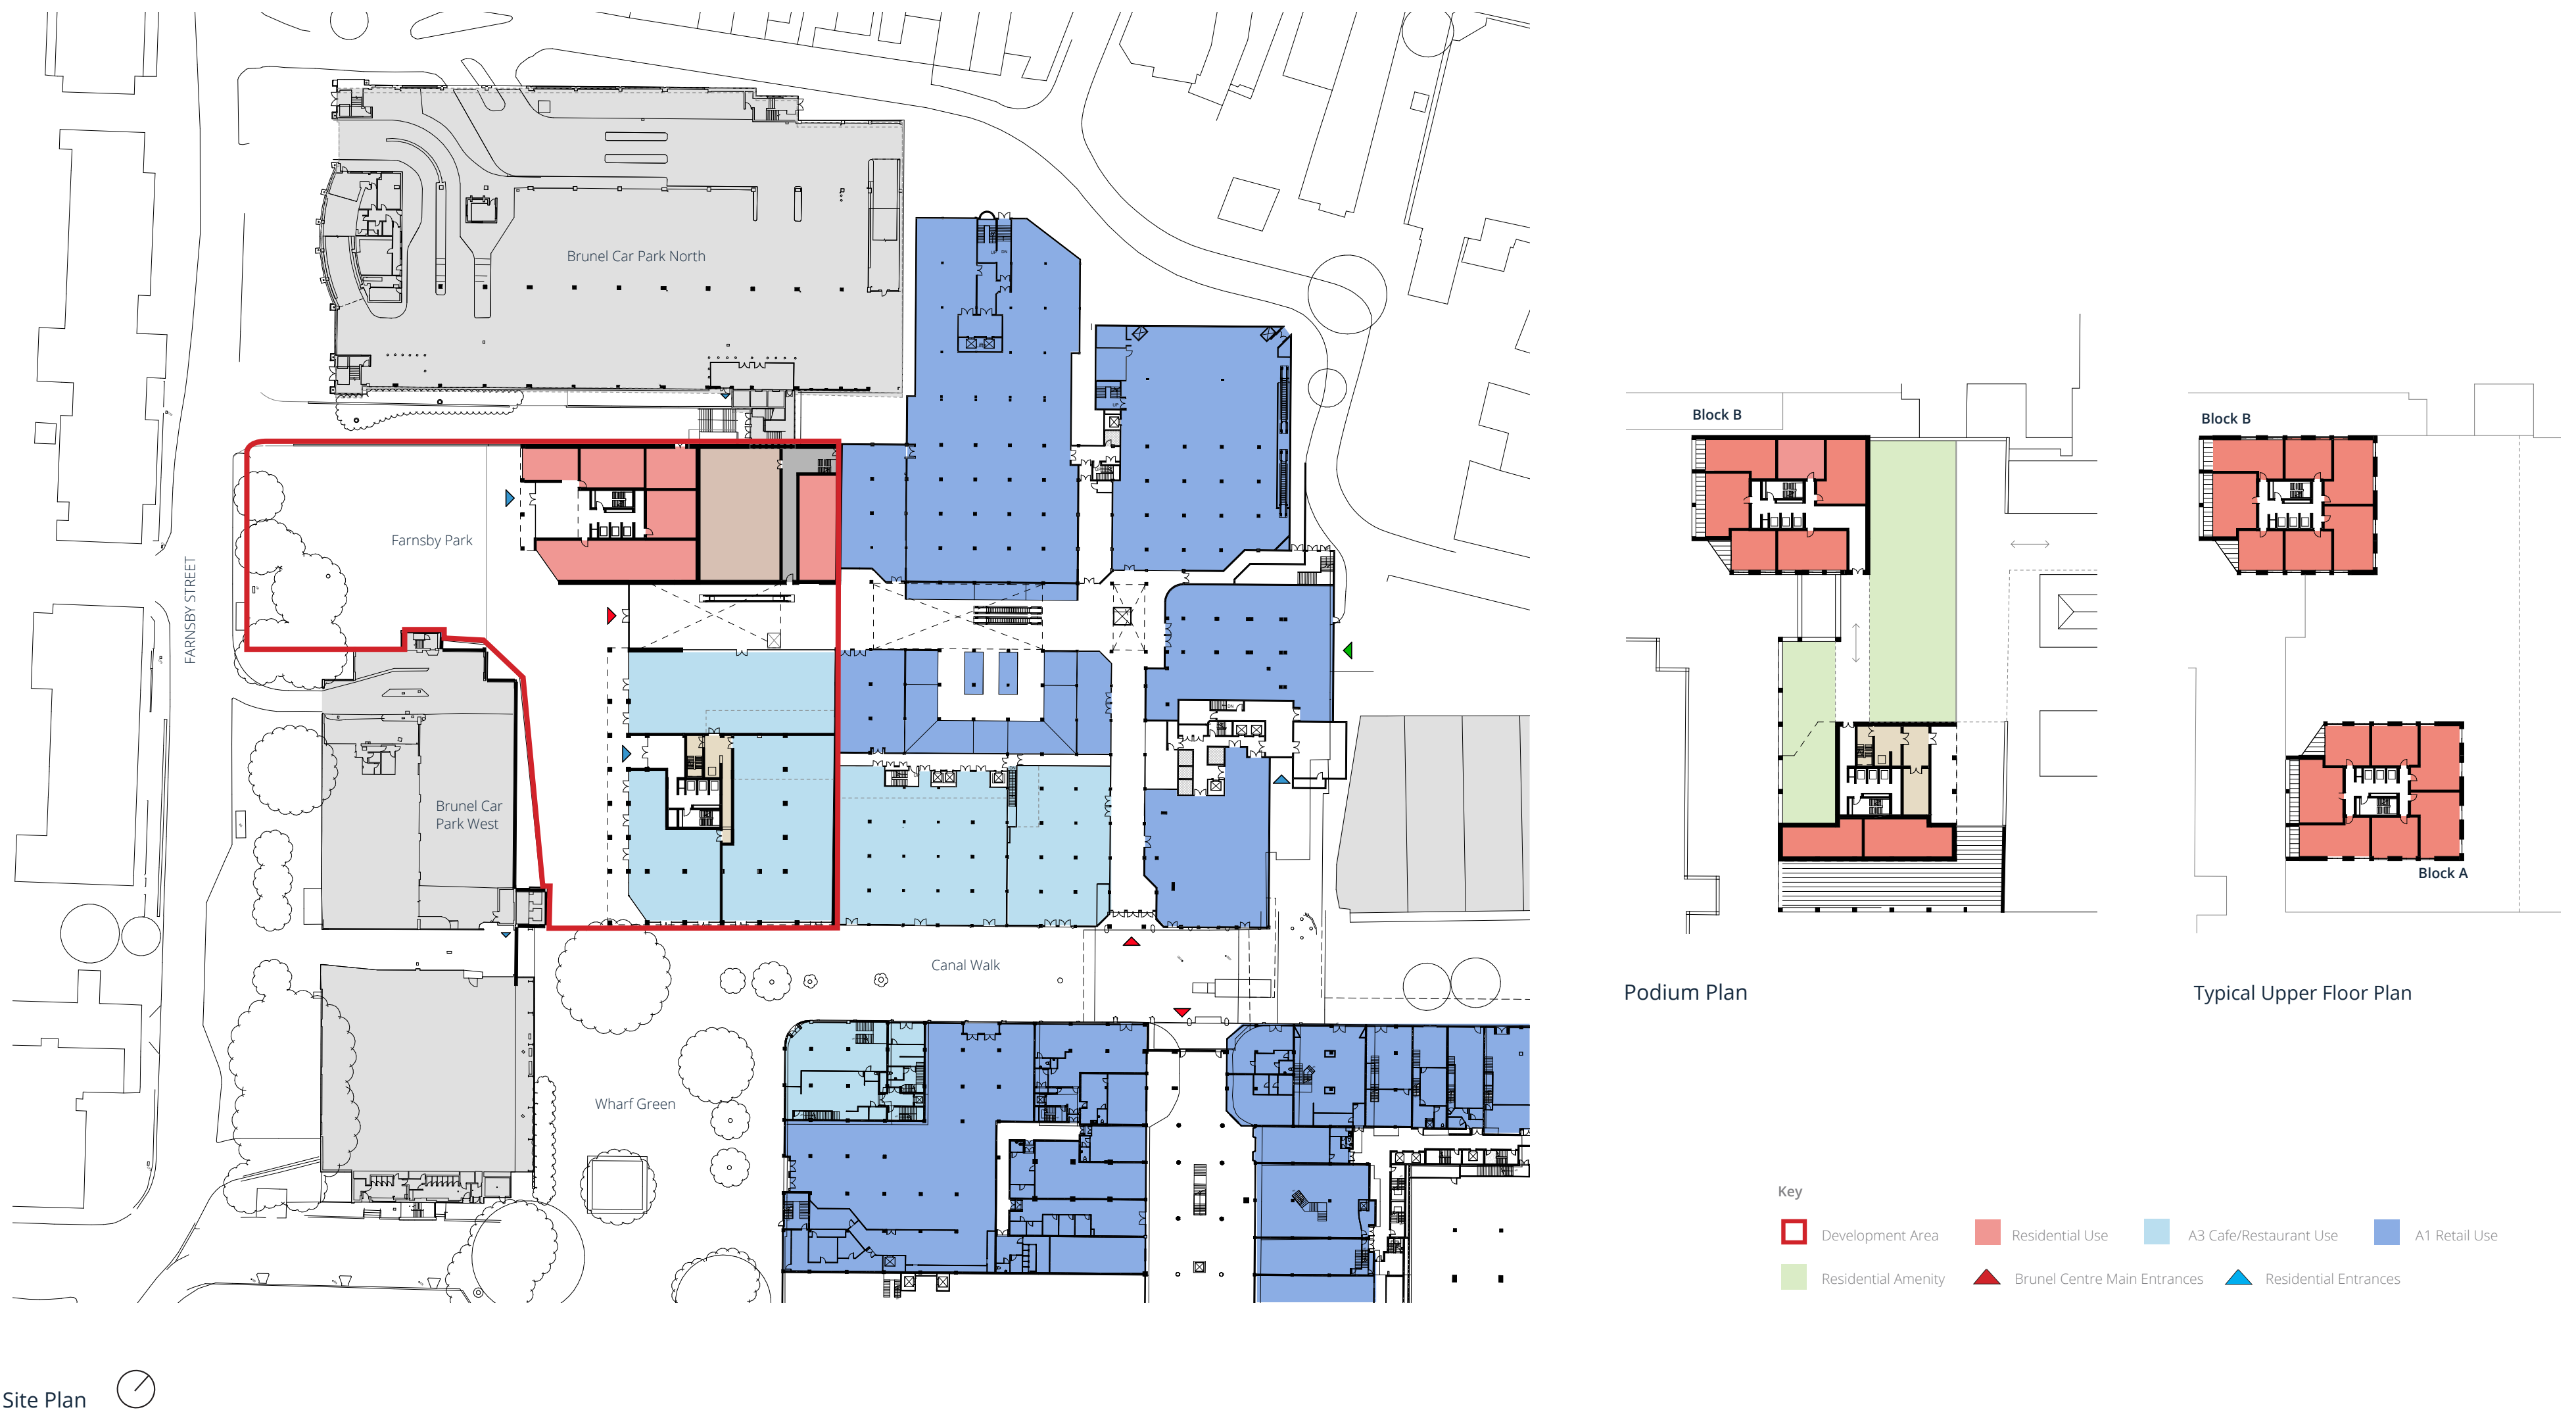 Brunel Car Park North
Farnsby Park
FARNSBY STREET
Brunel Car
Park West
Canal Walk
Wharf Green
Site Plan
Block B
Podium Plan
Block B
Block A
Typical Upper Floor Plan
Key
Development Area
Residential Use
A3 Cafe/Restaurant Use
A1 Retail Use
Residential Amenity
Brunel Centre Main Entrances
Residential Entrances